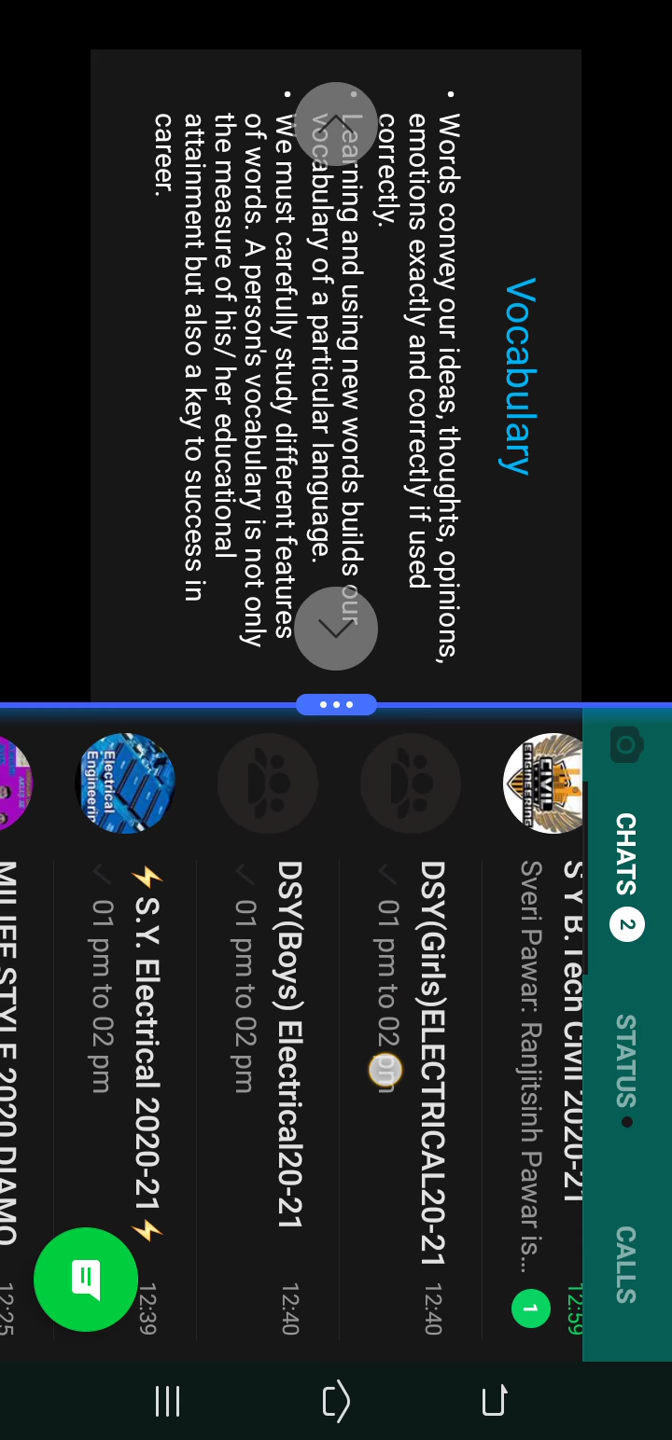 Vocabulary
• Words convey our ideas, thoughts, opinions,
emotions exactly and correctly if used
correctly.
• Learning and using new words builds our
vocabulary of a particular language.
• We must carefully study different features
of words. A person's vocabulary is not only
the measure of his/ her educational
attainment but also a key to success in
career.
CHATS 2 STATUS • CALLS
S Y B.Tech Civil 2020-21 12:59
Sveri Pawar: Ranjitsinh Pawar is... 1
CIVIL
ENGINEERING
DSY(Girls)ELECTRICAL20-21 12:40
01 pm to 02 pm
DSY(Boys) Electrical20-21 12:40
01 pm to 02 pm
⚡ S.Y. Electrical 2020-21 ⚡ 12:39
01 pm to 02 pm
Electrical
Engineerin
12:25